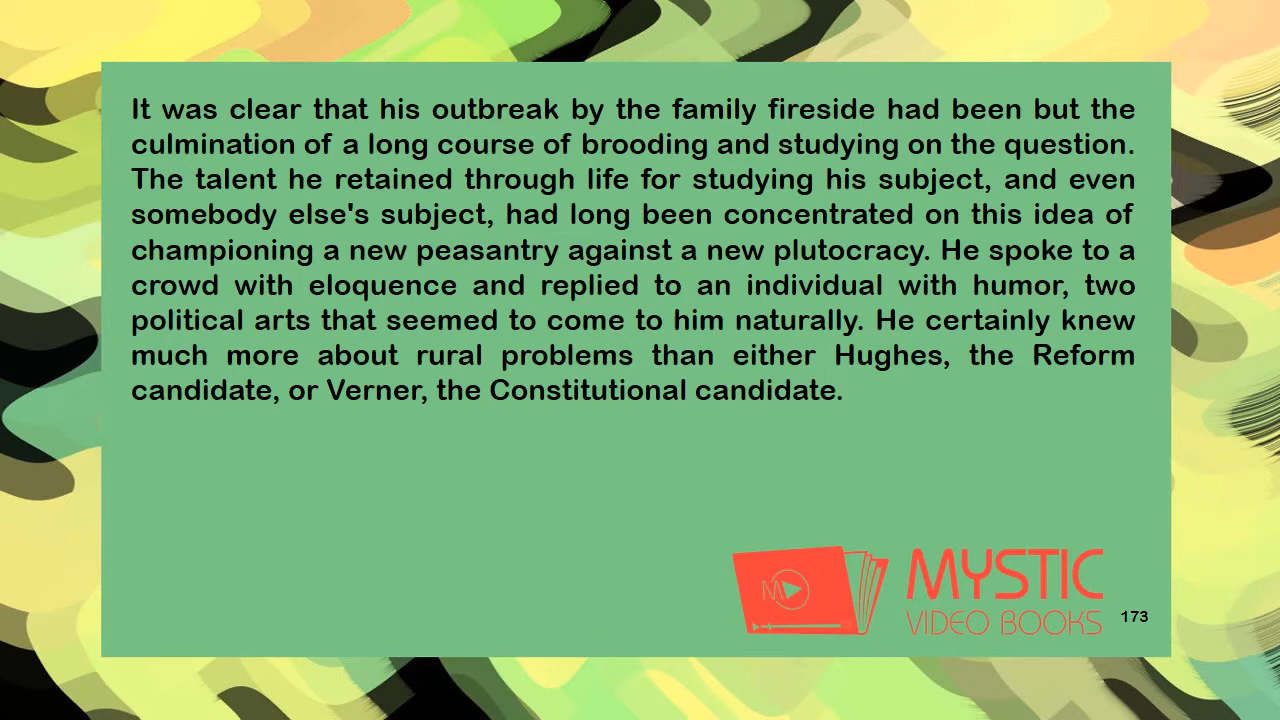 It was clear that his outbreak by the family fireside had been but the
culmination of a long course of brooding and studying on the question.
The talent he retained through life for studying his subject, and even
somebody else's subject, had long been concentrated on this idea of
championing a new peasantry against a new plutocracy. He spoke to a
crowd with eloquence and replied to an individual with humor, two
political arts that seemed to come to him naturally. He certainly knew
much more about rural problems than either Hughes, the Reform
candidate, or Verner, the Constitutional candidate.
M
MYSTIC
VIDEO BOOKS
173